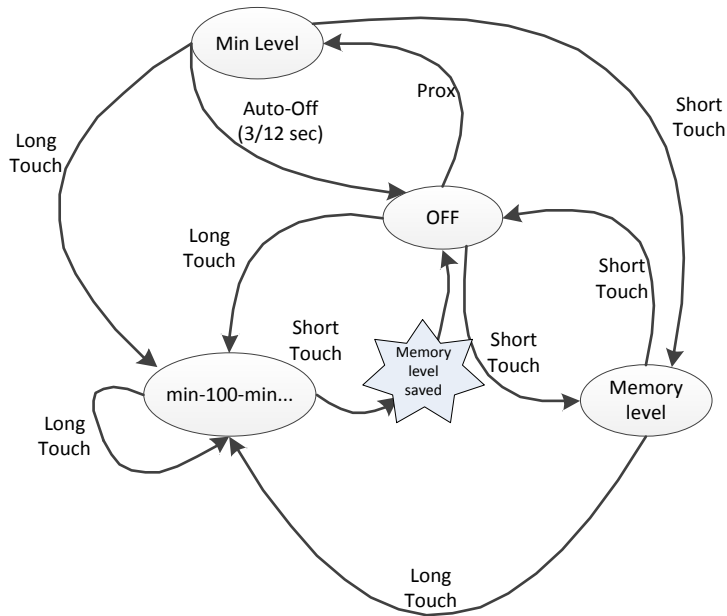 Min Level
Prox
Auto-Off
(3/12 sec)
Short
Touch
Long
Touch
OFF
Long
Touch
Short
Touch
Short
Touch
Short
Touch
Memory
level
saved
min-100-min...
Memory
level
Long
Touch
Long
Touch